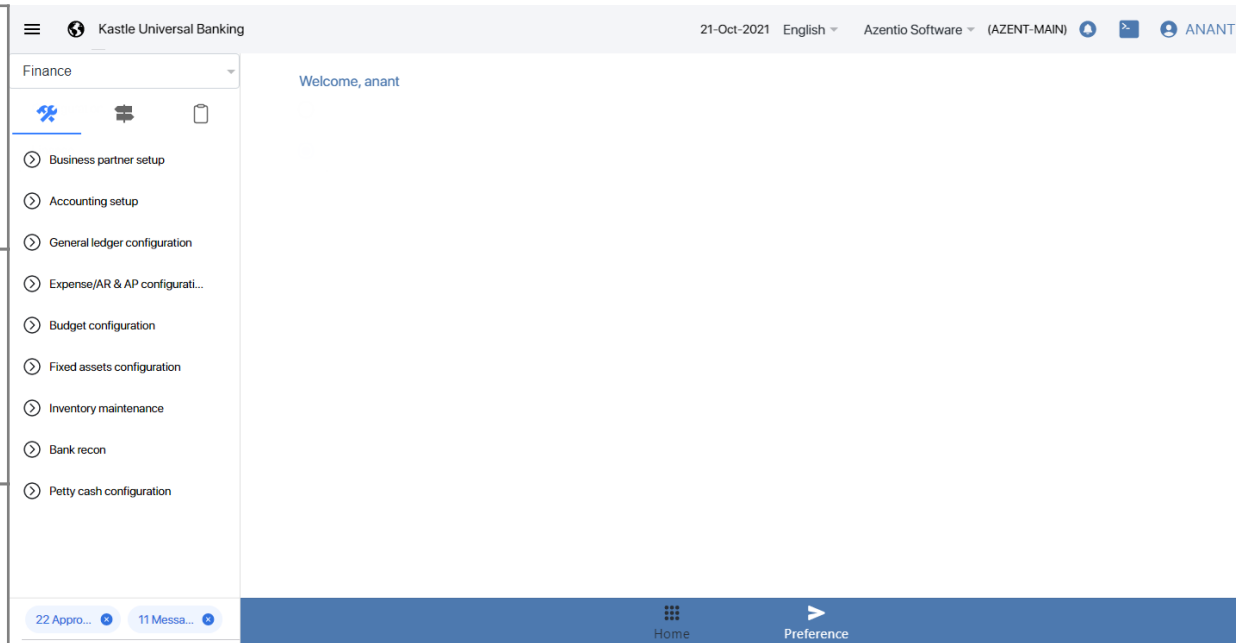 Kastle Universal Banking
21-Oct-2021 English Azentio Software (AZENT-MAIN) ANANT
Finance
Welcome, anant
Business partner setup
Accounting setup
General ledger configuration
Expense/AR & AP configurati...
Budget configuration
Fixed assets configuration
Inventory maintenance
Bank recon
Petty cash configuration
22 Appro... 11 Messa...
Home
Preference